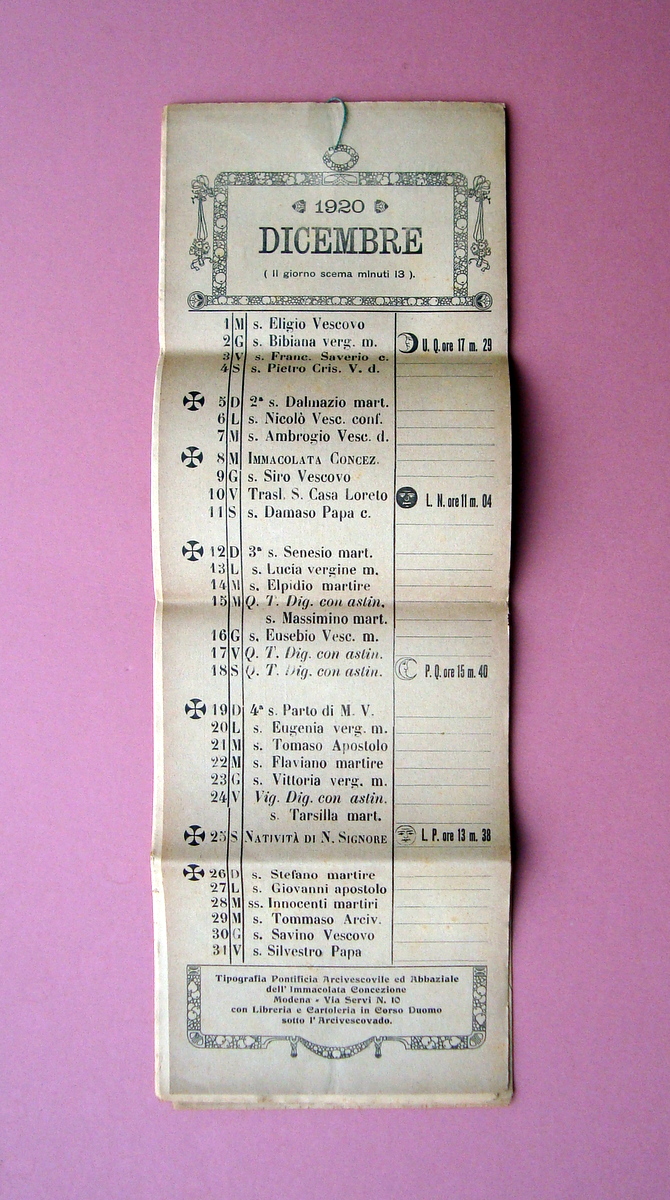 1920
DICEMBRE
( Il giorno scema minuti 13 ).
1 M s. Eligio Vescovo
2 G s. Bibiana verg. m. U. Q. ore 17 m. 29
3 V s. Franc. Saverio c.
4 S s. Pietro Cris. V. d.
5 D 2ª s. Dalmazio mart.
6 L s. Nicolò Vesc. conf.
7 M s. Ambrogio Vesc. d.
8 M IMMACOLATA CONCEZ.
9 G s. Siro Vescovo
10 V Trasl. S. Casa Loreto L. N. ore 11 m. 04
11 S s. Damaso Papa c.
12 D 3ª s. Senesio mart.
13 L s. Lucia vergine m.
14 M s. Elpidio martire
15 M Q. T. Dig. con astin.
s. Massimino mart.
16 G s. Eusebio Vesc. m.
17 V Q. T. Dig. con astin.
18 S Q. T. Dig. con astin. P. Q. ore 15 m. 40
19 D 4ª s. Parto di M. V.
20 L s. Eugenia verg. m.
21 M s. Tomaso Apostolo
22 M s. Flaviano martire
23 G s. Vittoria verg. m.
24 V Vig. Dig. con astin.
s. Tarsilla mart.
25 S NATIVITÀ DI N. SIGNORE L. P. ore 13 m. 38
26 D s. Stefano martire
27 L s. Giovanni apostolo
28 M ss. Innocenti martiri
29 M s. Tommaso Arciv.
30 G s. Savino Vescovo
31 V s. Silvestro Papa
Tipografia Pontificia Arcivescovile ed Abbaziale
dell' Immacolata Concezione
Modena - Via Servi N. 10
con Libreria e Cartoleria in Corso Duomo
sotto l' Arcivescovado.